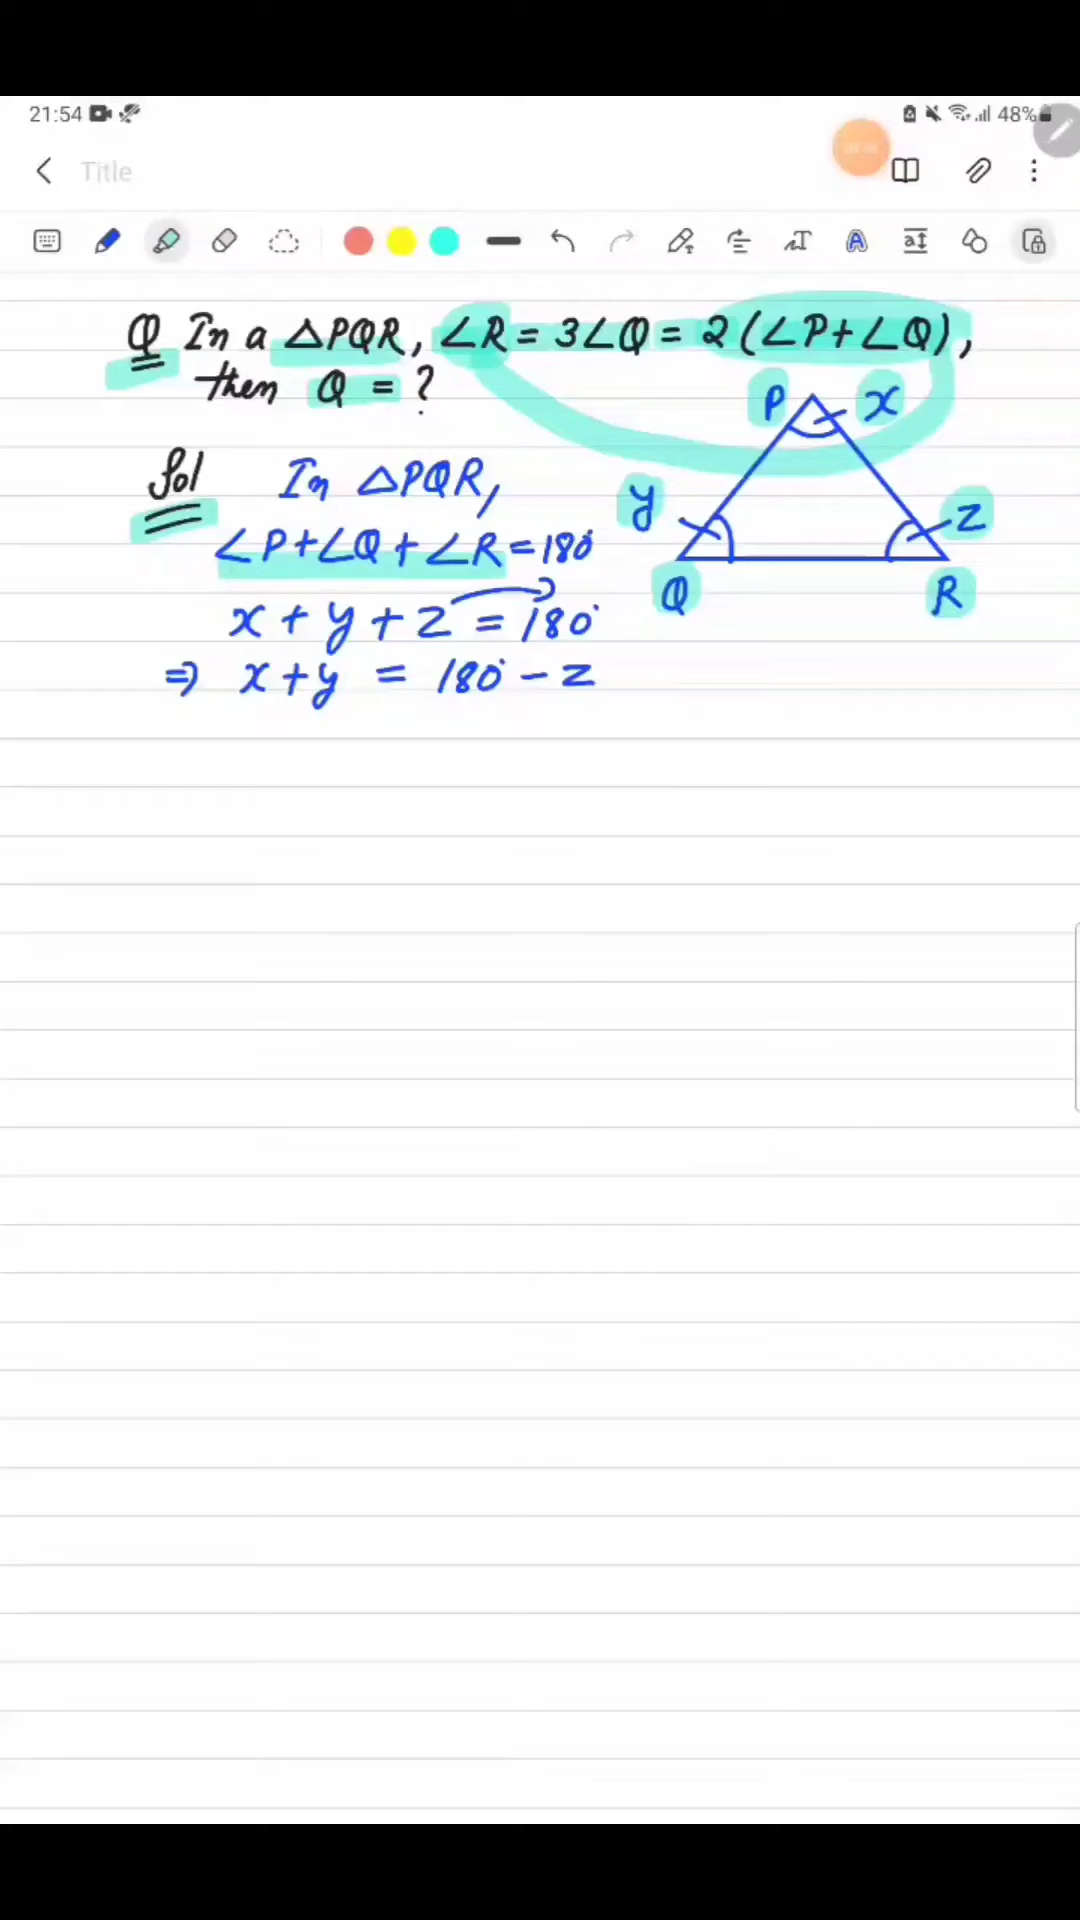 21:54 48%
Title
Q In a △PQR, ∠R = 3∠Q = 2(∠P+∠Q),
then Q = ?
P x
Sol In △PQR,
y z
∠P+∠Q+∠R=180°
Q R
x + y + z = 180°
⇒ x+y = 180° - z